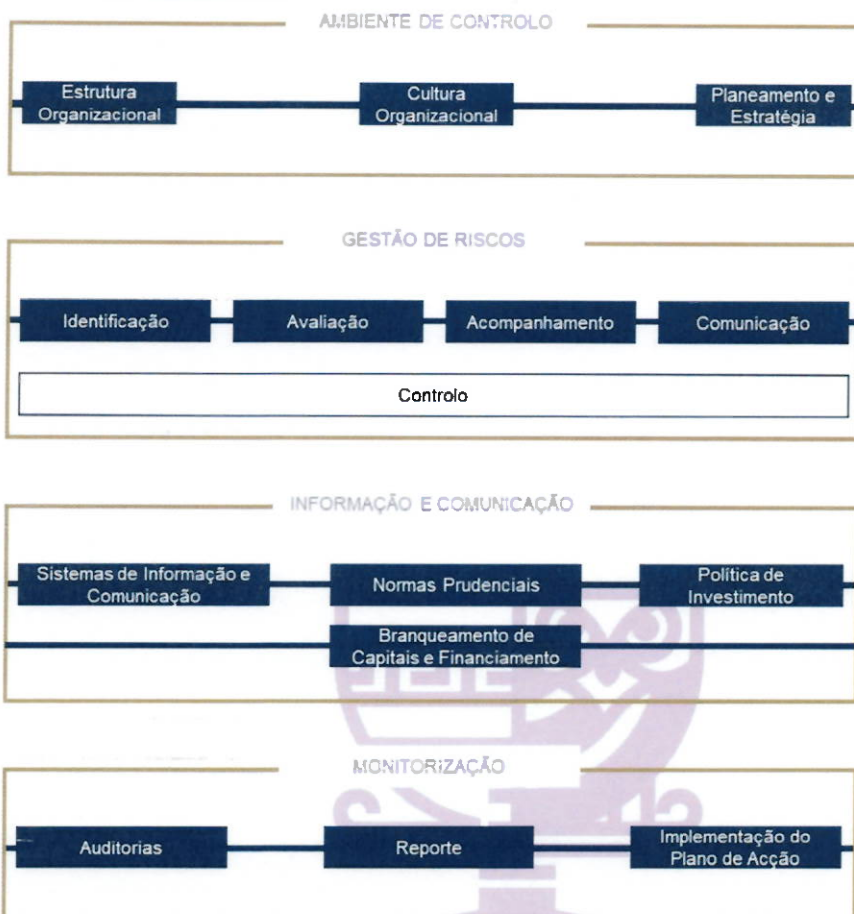 AMBIENTE DE CONTROLO
Estrutura
Organizacional
Cultura
Organizacional
Planeamento e
Estratégia
GESTÃO DE RISCOS
Identificação
Avaliação
Acompanhamento
Comunicação
Controlo
INFORMAÇÃO E COMUNICAÇÃO
Sistemas de Informação e
Comunicação
Normas Prudenciais
Política de
Investimento
Branqueamento de
Capitais e Financiamento
MONITORIZAÇÃO
Auditorias
Reporte
Implementação do
Plano de Acção